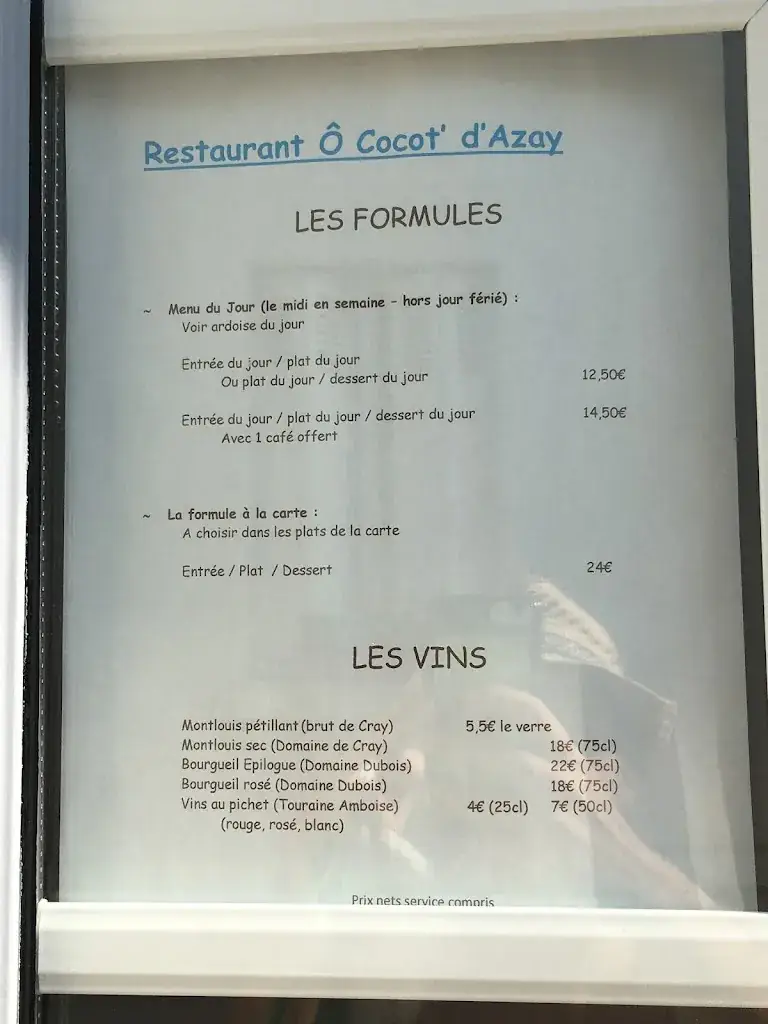 Restaurant Ô Cocot' d'Azay
LES FORMULES
~ Menu du Jour (le midi en semaine - hors jour férié) :
Voir ardoise du jour
Entrée du jour / plat du jour
Ou plat du jour / dessert du jour 12,50€
Entrée du jour / plat du jour / dessert du jour 14,50€
Avec 1 café offert
~ La formule à la carte :
A choisir dans les plats de la carte
Entrée / Plat / Dessert 24€
LES VINS
Montlouis pétillant (brut de Cray) 5,5€ le verre
Montlouis sec (Domaine de Cray) 18€ (75cl)
Bourgueil Epilogue (Domaine Dubois) 22€ (75cl)
Bourgueil rosé (Domaine Dubois) 18€ (75cl)
Vins au pichet (Touraine Amboise) 4€ (25cl) 7€ (50cl)
(rouge, rosé, blanc)
Prix nets service compris